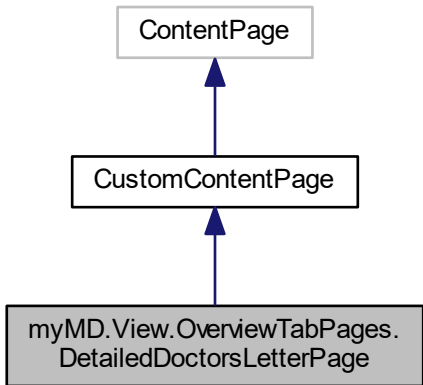 ContentPage
CustomContentPage
myMD.View.OverviewTabPages.
DetailedDoctorsLetterPage